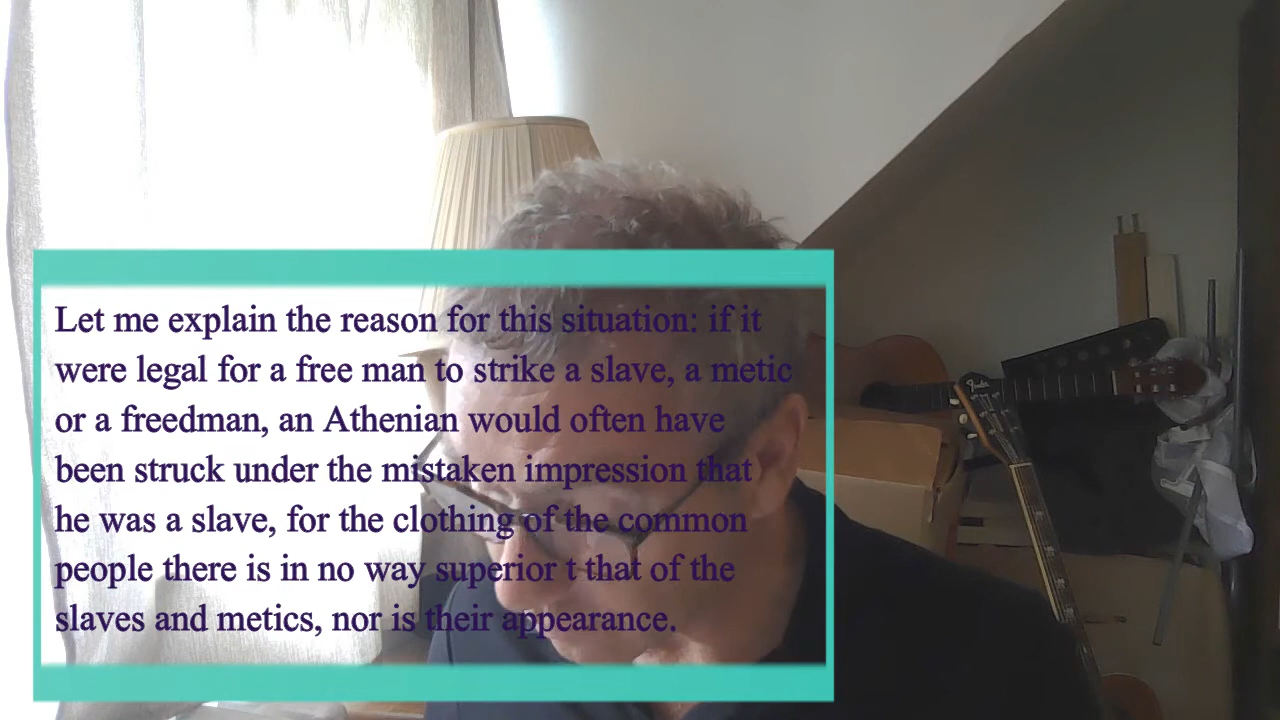 Let me explain the reason for this situation: if it
were legal for a free man to strike a slave, a metic
or a freedman, an Athenian would often have
been struck under the mistaken impression that
he was a slave, for the clothing of the common
people there is in no way superior t that of the
slaves and metics, nor is their appearance.
Fender